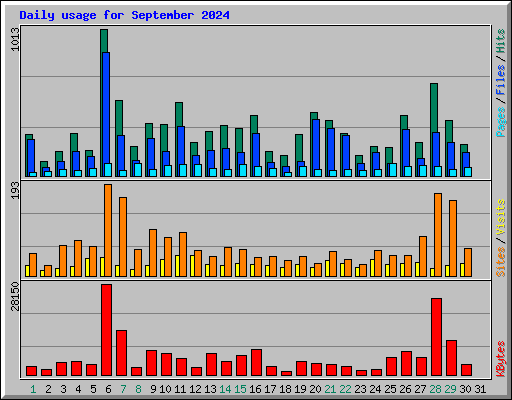 Daily usage for September 2024
1013
Pages / Files / Hits
193
Sites / Visits
28150
KBytes
1 2 3 4 5 6 7 8 9 10 11 12 13 14 15 16 17 18 19 20 21 22 23 24 25 26 27 28 29 30 31